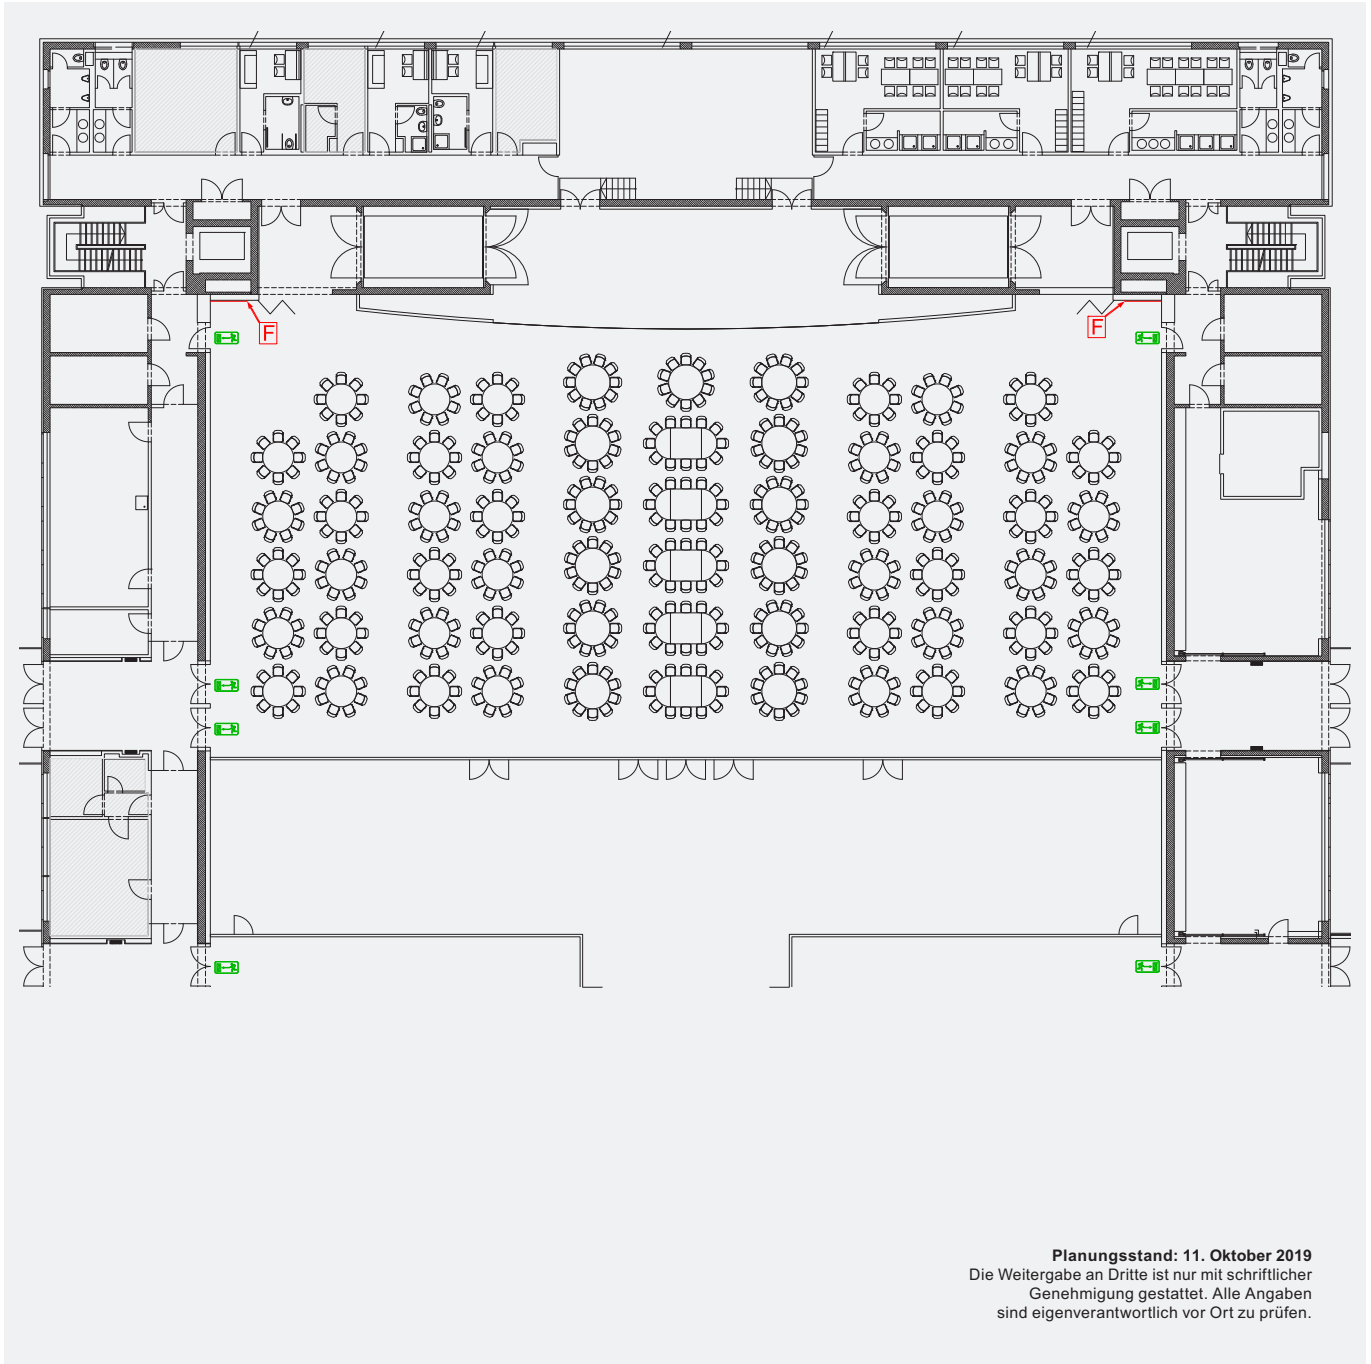 F
F
Planungsstand: 11. Oktober 2019
Die Weitergabe an Dritte ist nur mit schriftlicher
Genehmigung gestattet. Alle Angaben
sind eigenverantwortlich vor Ort zu prüfen.